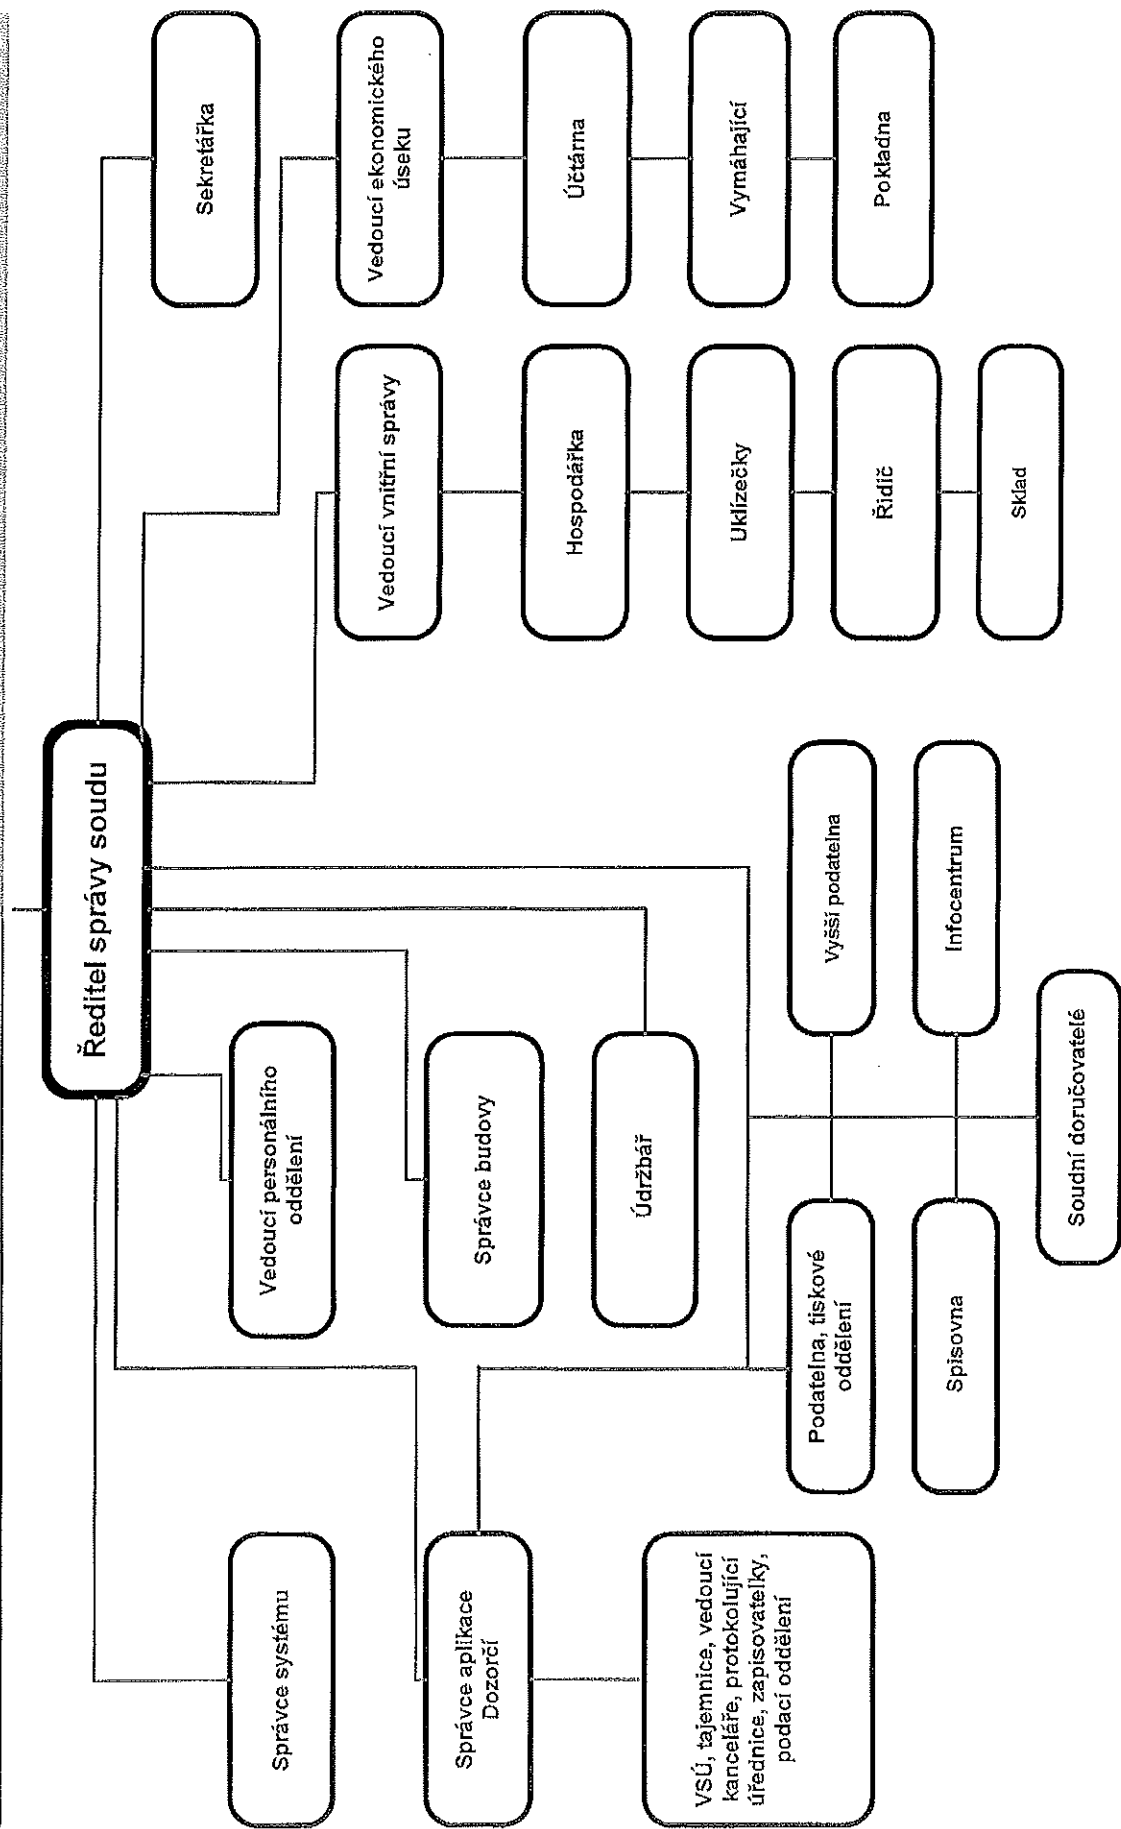 Ředitel správy soudu
Sekretářka
Správce systému
Vedoucí personálního
oddělení
Vedoucí vnitřní správy
Vedoucí ekonomického
úseku
Správce aplikace
Dozorčí
Správce budovy
Hospodářka
Účtárna
Údržbář
Uklízečky
Vymáhající
VSÚ, tajemnice, vedoucí
kanceláře, protokolující
úřednice, zapisovatelky,
podací oddělení
Podatelna, tiskové
oddělení
Vyšší podatelna
Řidič
Pokladna
Spisovna
Infocentrum
Sklad
Soudní doručovatelé